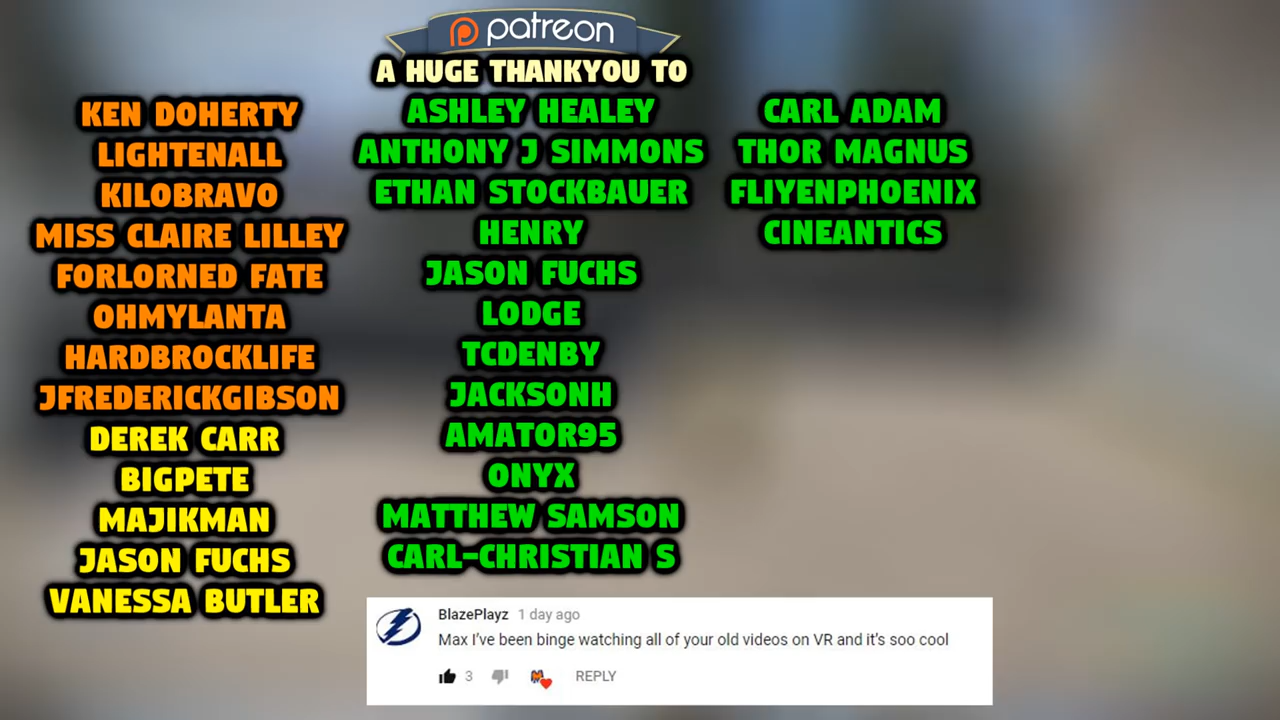 patreon
A HUGE THANKYOU TO
KEN DOHERTY
LIGHTENALL
KILOBRAVO
MISS CLAIRE LILLEY
FORLORNED FATE
OHMYLANTA
HARDBROCKLIFE
JFREDERICKGIBSON
DEREK CARR
BIGPETE
MAJIKMAN
JASON FUCHS
VANESSA BUTLER
ASHLEY HEALEY
ANTHONY J SIMMONS
ETHAN STOCKBAUER
HENRY
JASON FUCHS
LODGE
TCDENBY
JACKSONH
AMATOR95
ONYX
MATTHEW SAMSON
CARL-CHRISTIAN S
CARL ADAM
THOR MAGNUS
FLIYENPHOENIX
CINEANTICS
BlazePlayz 1 day ago
Max I've been binge watching all of your old videos on VR and it's soo cool
3 REPLY